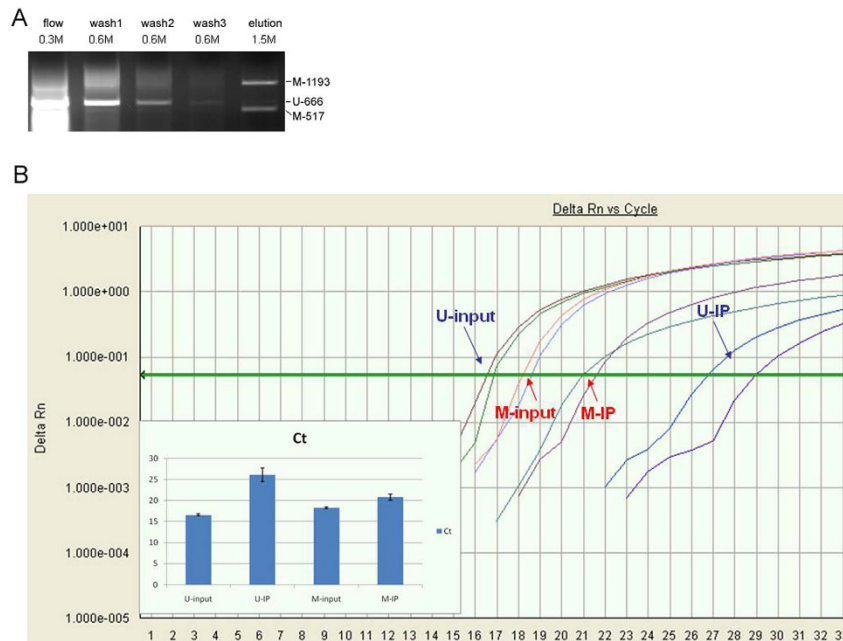 A
flow wash1 wash2 wash3 elution
0.3M 0.6M 0.6M 0.6M 1.5M
M-1193
U-666
M-517
B
Delta Rn vs Cycle
1.000e+001
1.000e+000
1.000e-001
1.000e-002
1.000e-003
1.000e-004
1.000e-005
Delta Rn
U-input
U-IP
M-input
M-IP
Ct
30
25
20
15
10
5
0
U-input U-IP M-input M-IP
Ct
1 2 3 4 5 6 7 8 9 10 11 12 13 14 15 16 17 18 19 20 21 22 23 24 25 26 27 28 29 30 31 32